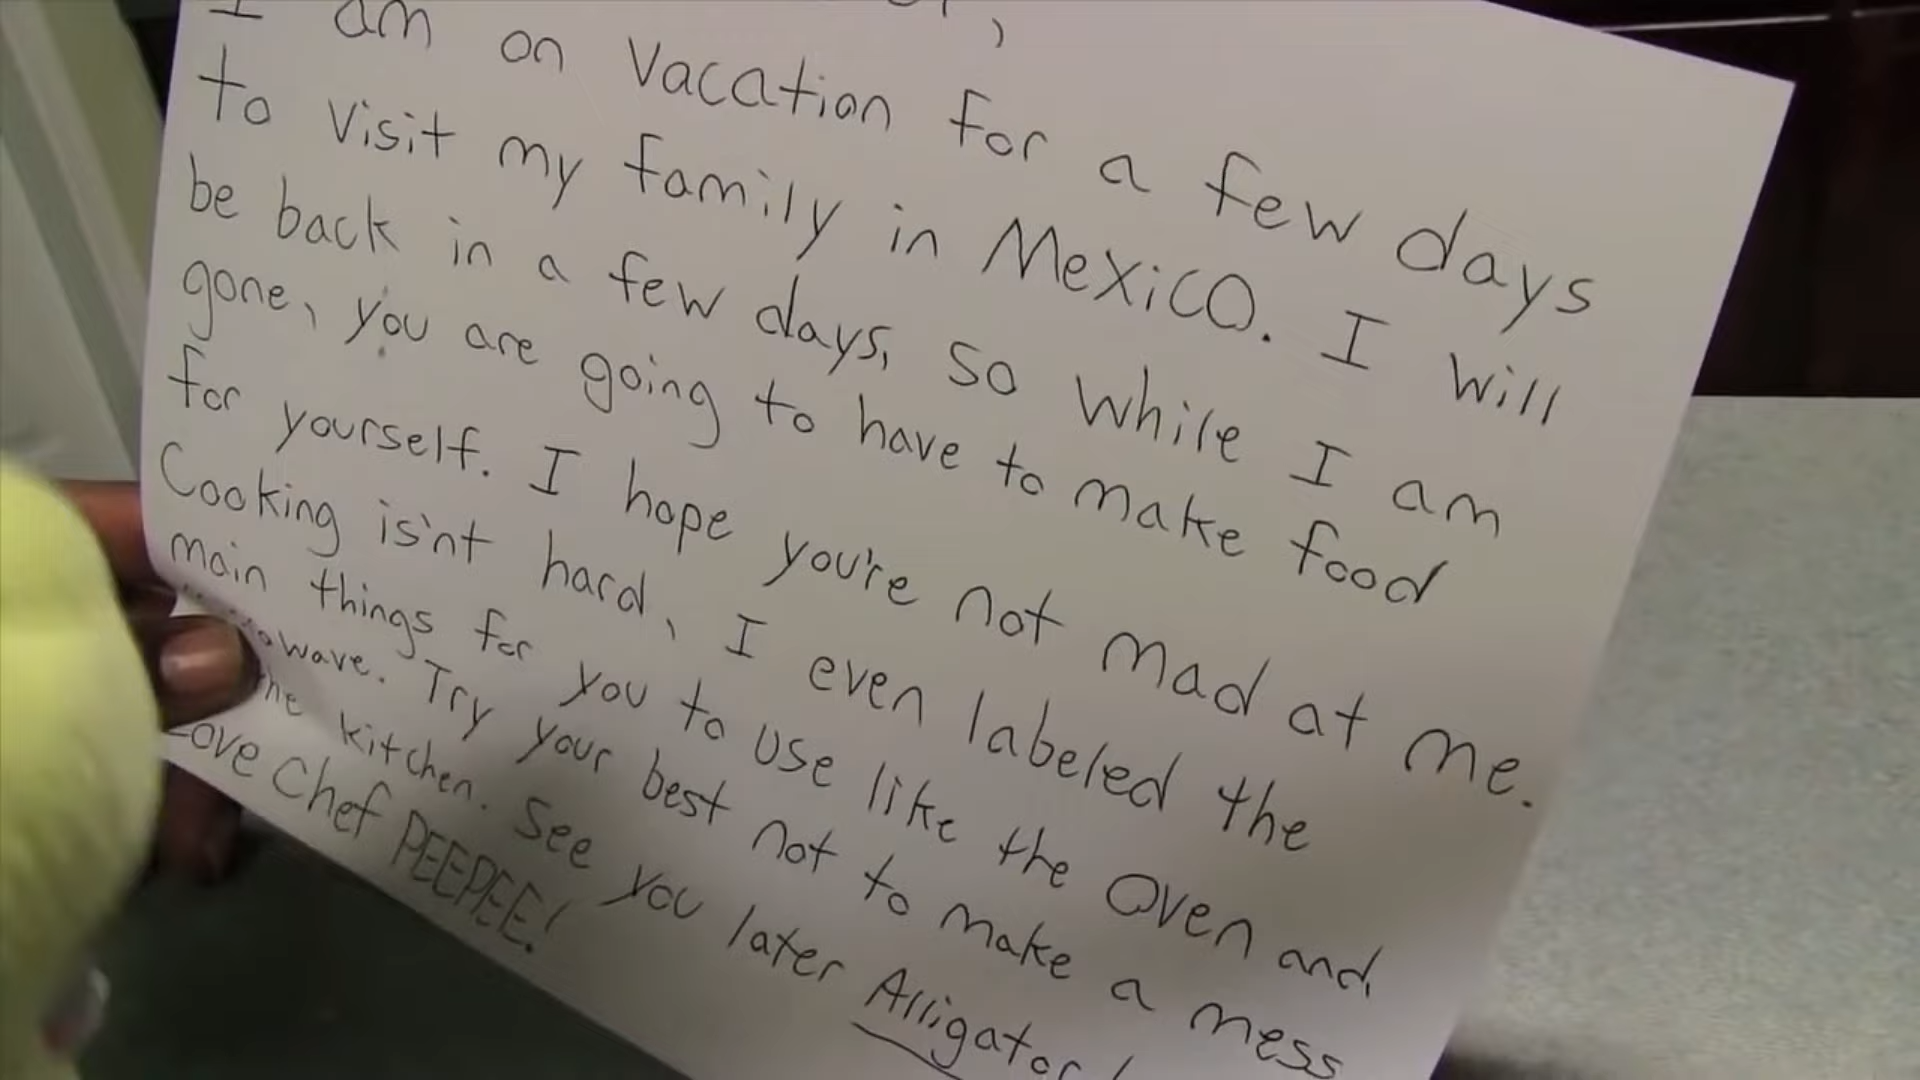 I am on Vacation for a few days
to visit my family in Mexico. I will
be back in a few days, so while I am
gone, you are going to have to make food
for yourself. I hope you're not mad at me.
Cooking is'nt hard, I even labeled the
main things for you to use like the oven and
wave. Try your best not to make a mess
the kitchen. See you later Alligator!
Love Chef PEEPEE!